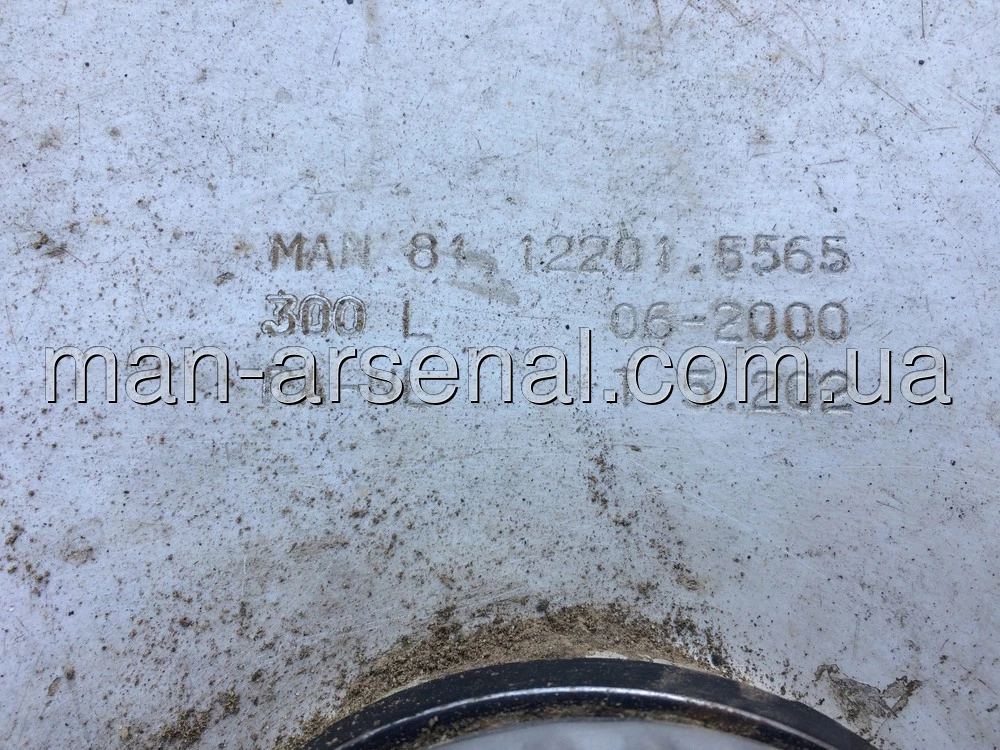 MAN 81.12201.5565
300 L 06-2000
man-arsenal.com.ua